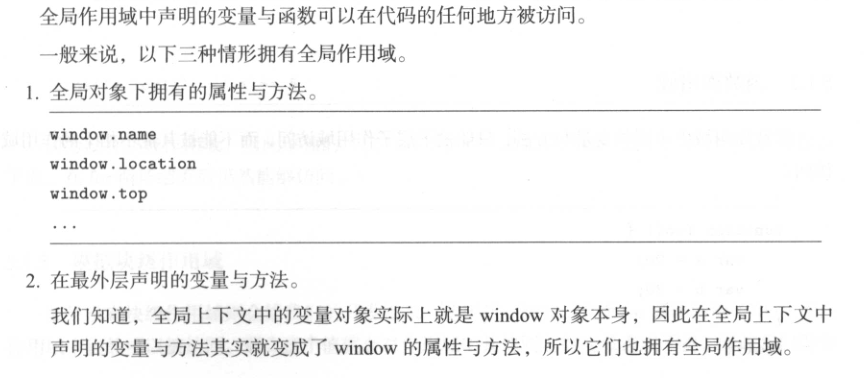 全局作用域中声明的变量与函数可以在代码的任何地方被访问。
一般来说，以下三种情形拥有全局作用域。
1. 全局对象下拥有的属性与方法。
window.name
window.location
window.top
...
2. 在最外层声明的变量与方法。
我们知道，全局上下文中的变量对象实际上就是 window 对象本身，因此在全局上下文中
声明的变量与方法其实就变成了 window 的属性与方法，所以它们也拥有全局作用域。